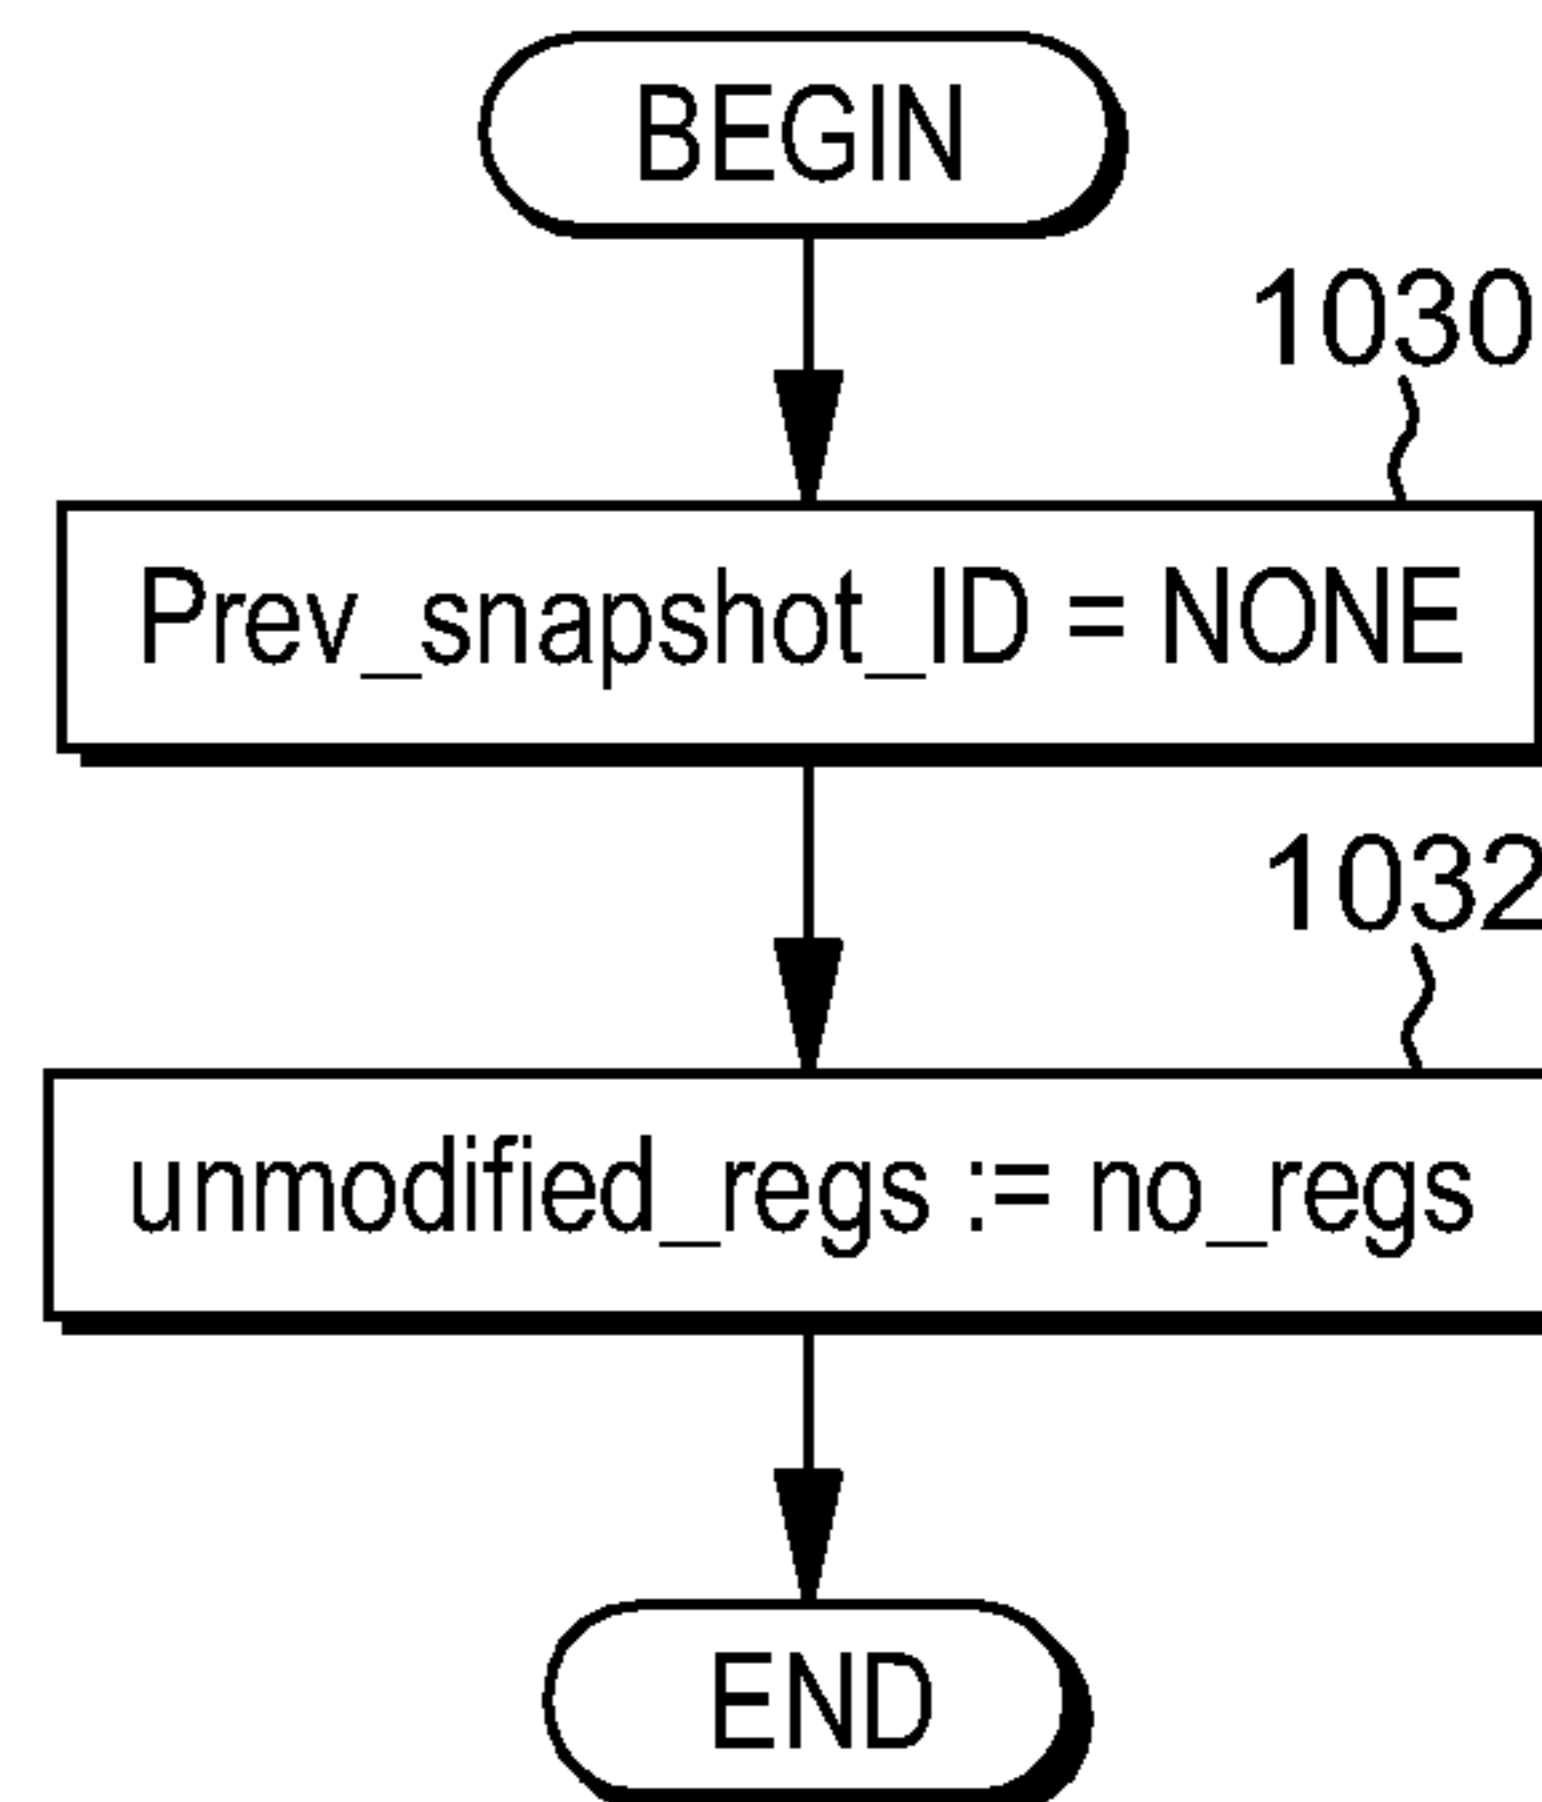 BEGIN
1030
Prev_snapshot_ID = NONE
1032
unmodified_regs := no_regs
END